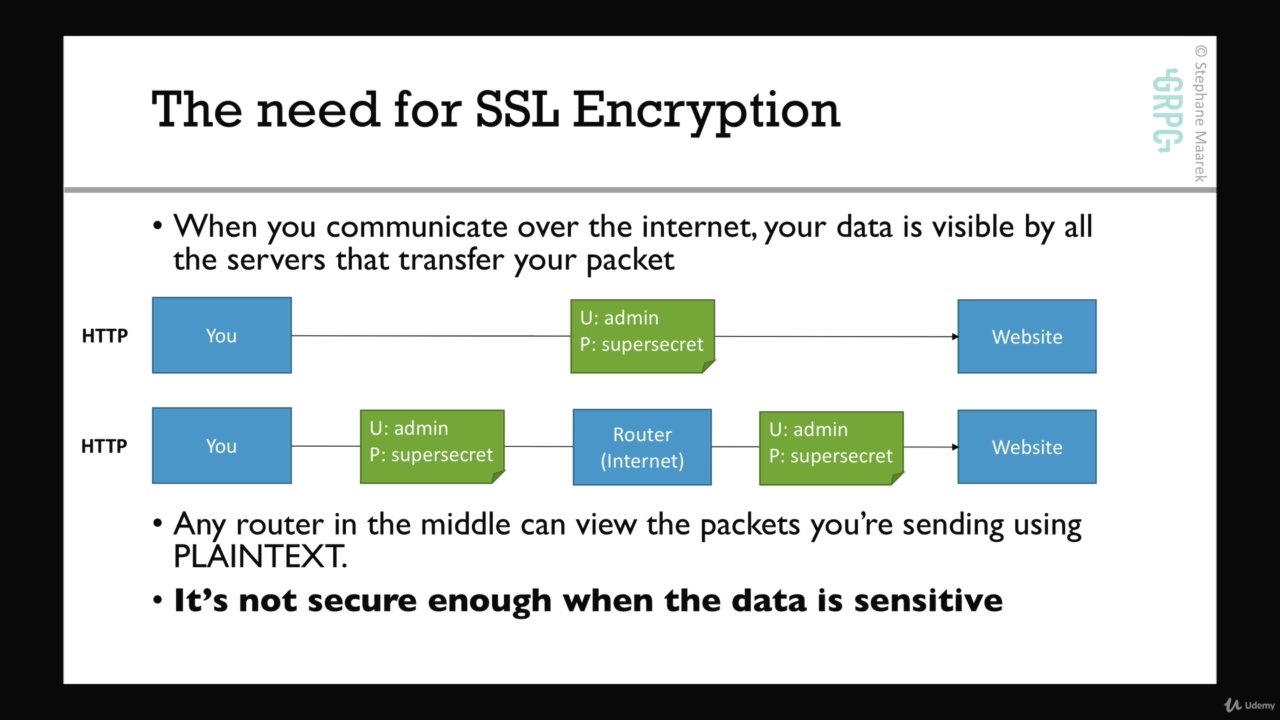 The need for SSL Encryption
© Stephane Maarek
GRPC
• When you communicate over the internet, your data is visible by all
the servers that transfer your packet
HTTP
You
U: admin
P: supersecret
Website
HTTP
You
U: admin
P: supersecret
Router
(Internet)
U: admin
P: supersecret
Website
• Any router in the middle can view the packets you’re sending using
PLAINTEXT.
• It’s not secure enough when the data is sensitive
Udemy